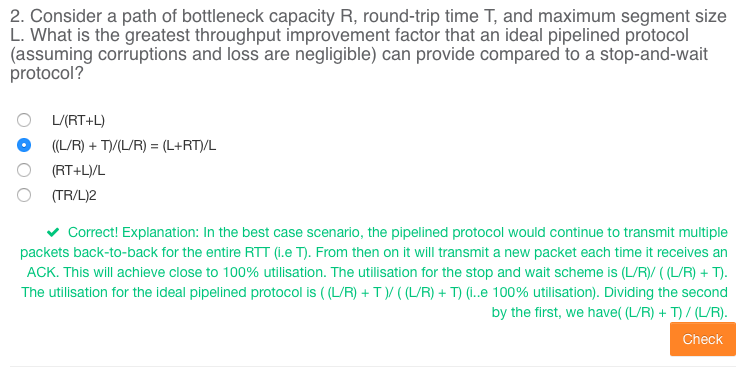 2. Consider a path of bottleneck capacity R, round-trip time T, and maximum segment size
L. What is the greatest throughput improvement factor that an ideal pipelined protocol
(assuming corruptions and loss are negligible) can provide compared to a stop-and-wait
protocol?
L/(RT+L)
((L/R) + T)/(L/R) = (L+RT)/L
(RT+L)/L
(TR/L)2
✔ Correct! Explanation: In the best case scenario, the pipelined protocol would continue to transmit multiple
packets back-to-back for the entire RTT (i.e T). From then on it will transmit a new packet each time it receives an
ACK. This will achieve close to 100% utilisation. The utilisation for the stop and wait scheme is (L/R)/ ( (L/R) + T).
The utilisation for the ideal pipelined protocol is ( (L/R) + T )/ ( (L/R) + T) (i..e 100% utilisation). Dividing the second
by the first, we have( (L/R) + T) / (L/R).
Check